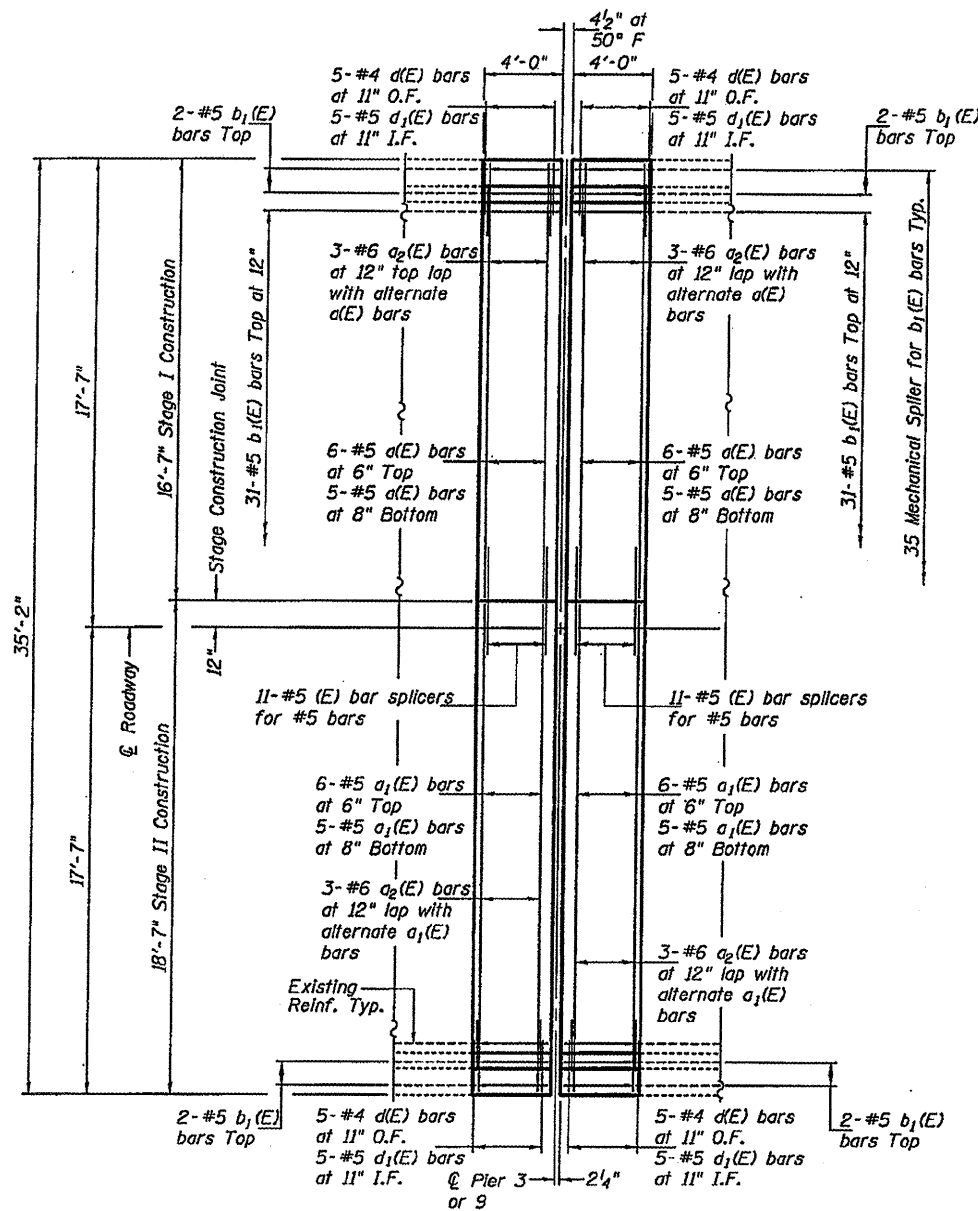 4½" at
50° F
4'-0"
4'-0"
5-#4 d(E) bars
at 11" O.F.
5-#5 d₁(E) bars
at 11" I.F.
5-#4 d(E) bars
at 11" O.F.
5-#5 d₁(E) bars
at 11" I.F.
2-#5 b₁(E)
bars Top
2-#5 b₁(E)
bars Top
3-#6 a₂(E) bars
at 12" top lap
with alternate
a(E) bars
3-#6 a₂(E) bars
at 12" lap with
alternate a(E)
bars
35'-2"
17'-7"
16'-7" Stage I Construction
Stage Construction Joint
31-#5 b₁(E) bars Top at 12"
31-#5 b₁(E) bars Top at 12"
35 Mechanical Splier for b₁(E) bars Typ.
6-#5 a(E) bars
at 6" Top
5-#5 a(E) bars
at 8" Bottom
6-#5 a(E) bars
at 6" Top
5-#5 a(E) bars
at 8" Bottom
12"
℄ Roadway
11-#5 (E) bar splicers
for #5 bars
11-#5 (E) bar splicers
for #5 bars
17'-7"
18'-7" Stage II Construction
6-#5 a₁(E) bars
at 6" Top
5-#5 a₁(E) bars
at 8" Bottom
6-#5 a₁(E) bars
at 6" Top
5-#5 a₁(E) bars
at 8" Bottom
3-#6 a₂(E) bars
at 12" lap with
alternate a₁(E)
bars
3-#6 a₂(E) bars
at 12" lap with
alternate a₁(E)
bars
Existing
Reinf. Typ.
2-#5 b₁(E)
bars Top
2-#5 b₁(E)
bars Top
5-#4 d(E) bars
at 11" O.F.
5-#5 d₁(E) bars
at 11" I.F.
5-#4 d(E) bars
at 11" O.F.
5-#5 d₁(E) bars
at 11" I.F.
℄ Pier 3
or 9
2¼"